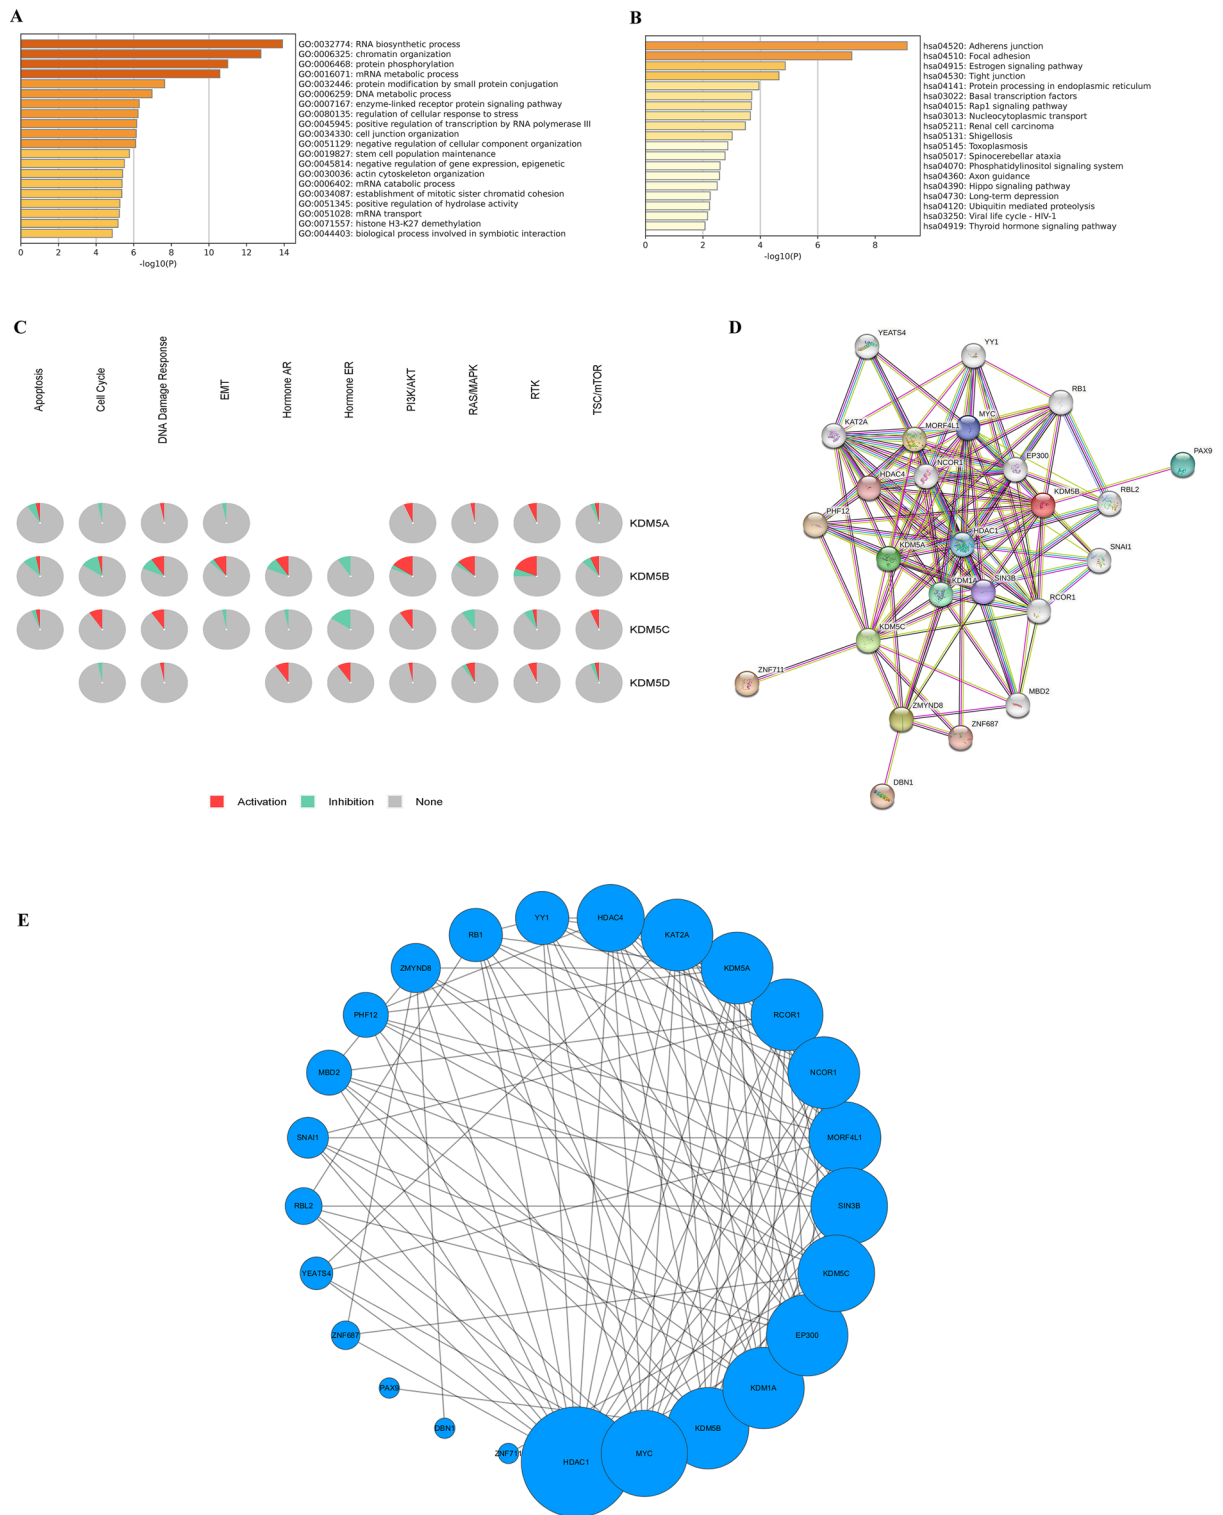 A
GO:0032774: RNA biosynthetic process
GO:0006325: chromatin organization
GO:0006468: protein phosphorylation
GO:0016071: mRNA metabolic process
GO:0032446: protein modification by small protein conjugation
GO:0006259: DNA metabolic process
GO:0007167: enzyme-linked receptor protein signaling pathway
GO:0080135: regulation of cellular response to stress
GO:0045945: positive regulation of transcription by RNA polymerase III
GO:0034330: cell junction organization
GO:0051129: negative regulation of cellular component organization
GO:0019827: stem cell population maintenance
GO:0045814: negative regulation of gene expression, epigenetic
GO:0030036: actin cytoskeleton organization
GO:0006402: mRNA catabolic process
GO:0034087: establishment of mitotic sister chromatid cohesion
GO:0051345: positive regulation of hydrolase activity
GO:0051028: mRNA transport
GO:0071557: histone H3-K27 demethylation
GO:0044403: biological process involved in symbiotic interaction
0 2 4 6 8 10 12 14
-log10(P)
B
hsa04520: Adherens junction
hsa04510: Focal adhesion
hsa04915: Estrogen signaling pathway
hsa04530: Tight junction
hsa04141: Protein processing in endoplasmic reticulum
hsa03022: Basal transcription factors
hsa04015: Rap1 signaling pathway
hsa03013: Nucleocytoplasmic transport
hsa05211: Renal cell carcinoma
hsa05131: Shigellosis
hsa05145: Toxoplasmosis
hsa05017: Spinocerebellar ataxia
hsa04070: Phosphatidylinositol signaling system
hsa04360: Axon guidance
hsa04390: Hippo signaling pathway
hsa04730: Long-term depression
hsa04120: Ubiquitin mediated proteolysis
hsa03250: Viral life cycle - HIV-1
hsa04919: Thyroid hormone signaling pathway
0 2 4 6 8
-log10(P)
C
Apoptosis
Cell Cycle
DNA Damage Response
EMT
Hormone AR
Hormone ER
PI3K/AKT
RAS/MAPK
RTK
TSC/mTOR
KDM5A
KDM5B
KDM5C
KDM5D
Activation
Inhibition
None
D
YEATS4
YY1
RB1
MYC
KAT2A
MORF4L1
PAX9
EP300
NCOR1
HDAC4
RBL2
KDM5B
PHF12
HDAC1
SNAI1
KDM5A
KDM1A
SIN3B
RCOR1
KDM5C
ZNF711
MBD2
ZMYND8
ZNF687
DBN1
E
YY1
HDAC4
KAT2A
RB1
ZMYND8
KDM5A
PHF12
RCOR1
MBD2
NCOR1
SNAI1
MORF4L1
RBL2
SIN3B
YEATS4
KDM5C
ZNF687
EP300
PAX9
KDM1A
DBN1
KDM5B
ZNF711
MYC
HDAC1